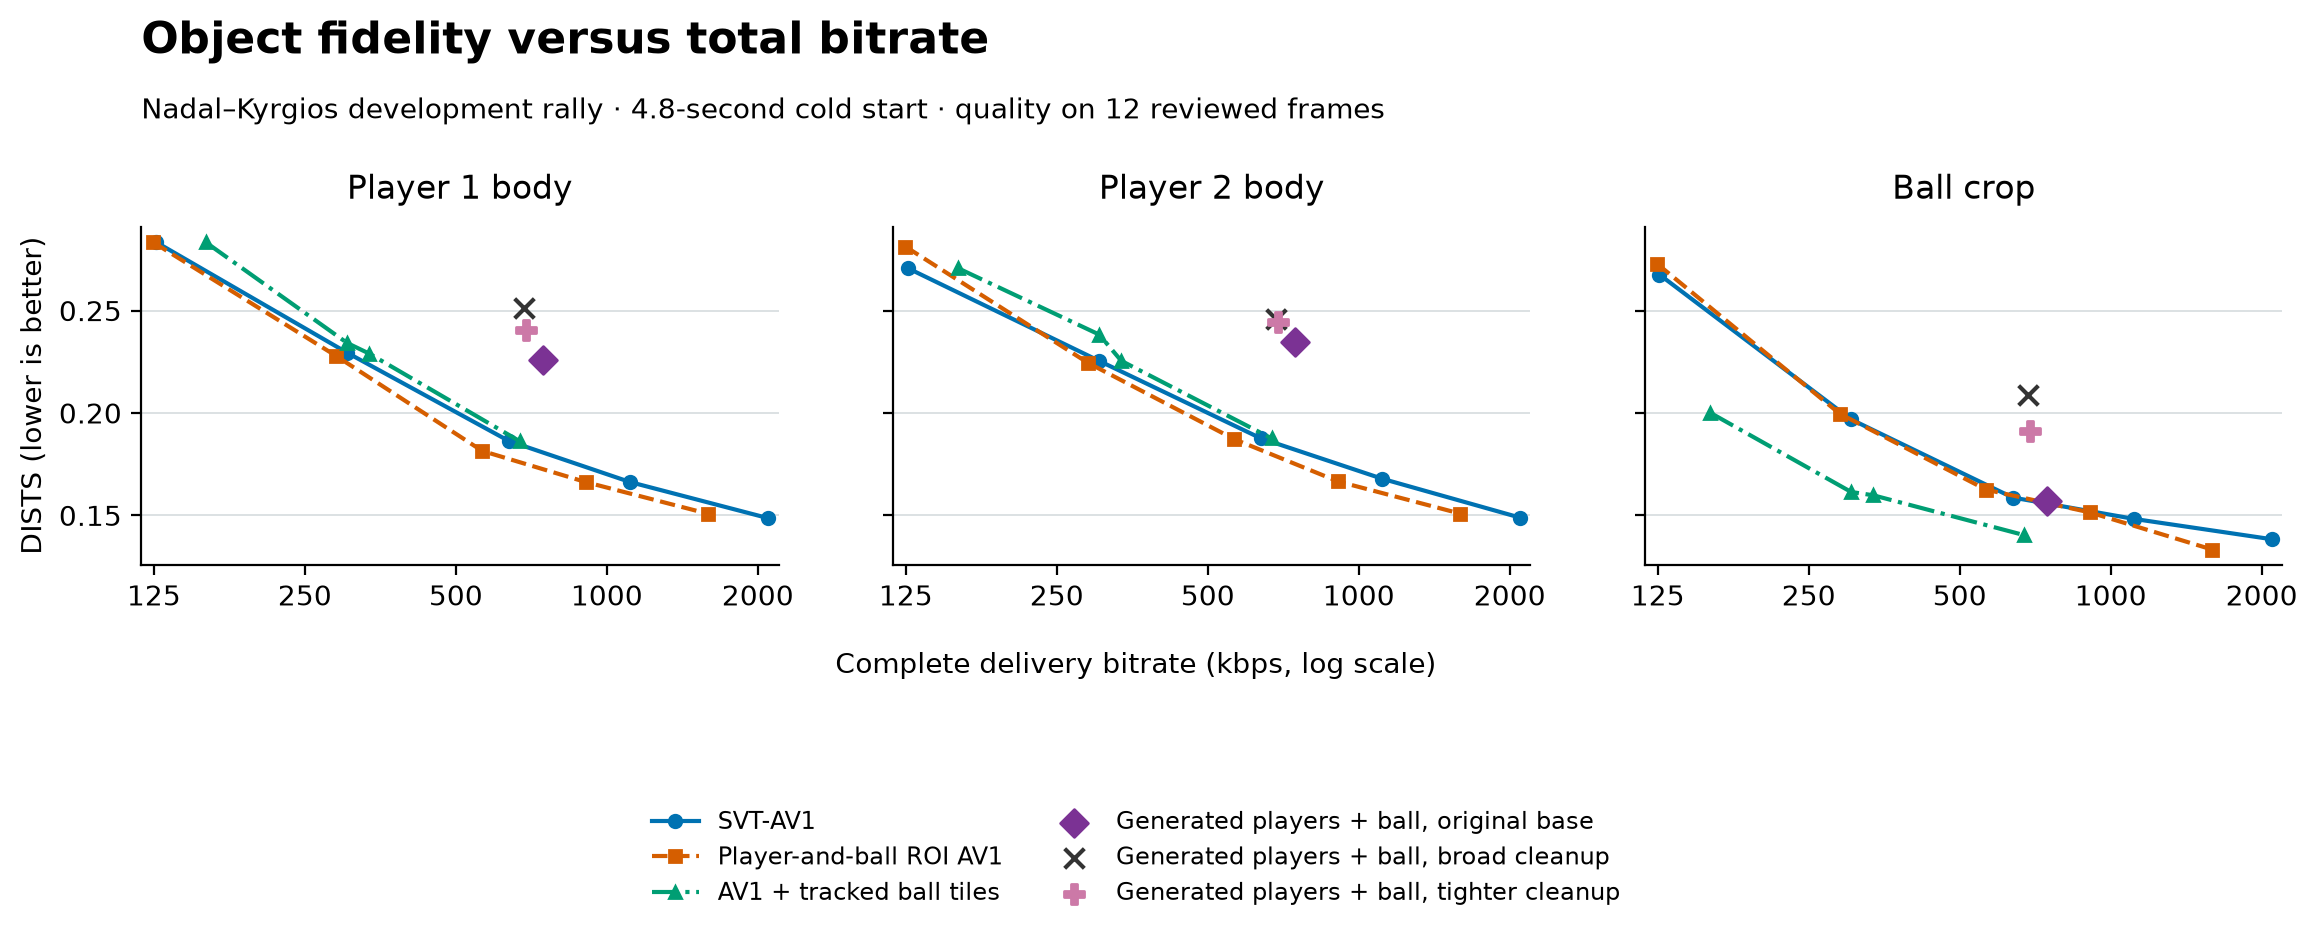 Object fidelity versus total bitrate
Nadal–Kyrgios development rally · 4.8-second cold start · quality on 12 reviewed frames
Player 1 body
Player 2 body
Ball crop
DISTS (lower is better)
0.25
0.20
0.15
125 250 500 1000 2000
125 250 500 1000 2000
125 250 500 1000 2000
Complete delivery bitrate (kbps, log scale)
SVT-AV1
Player-and-ball ROI AV1
AV1 + tracked ball tiles
Generated players + ball, original base
Generated players + ball, broad cleanup
Generated players + ball, tighter cleanup